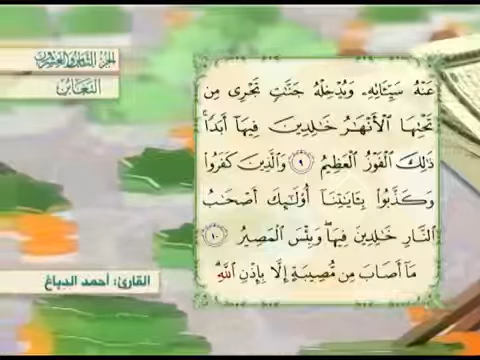 الجزء الثامن والعشرون
التغابن
عَنْهُ سَيِّـَٔاتِهِۦ وَيُدْخِلْهُ جَنَّٰتٍ تَجْرِى مِن
تَحْتِهَا ٱلْأَنْهَٰرُ خَٰلِدِينَ فِيهَآ أَبَدًا ۚ
ذَٰلِكَ ٱلْفَوْزُ ٱلْعَظِيمُ ٩ وَٱلَّذِينَ كَفَرُوا۟
وَكَذَّبُوا۟ بِـَٔايَٰتِنَآ أُو۟لَٰٓئِكَ أَصْحَٰبُ
ٱلنَّارِ خَٰلِدِينَ فِيهَا ۖ وَبِئْسَ ٱلْمَصِيرُ ١٠
مَآ أَصَابَ مِن مُّصِيبَةٍ إِلَّا بِإِذْنِ ٱللَّهِ ۗ
القارئ: أحمد الدباغ